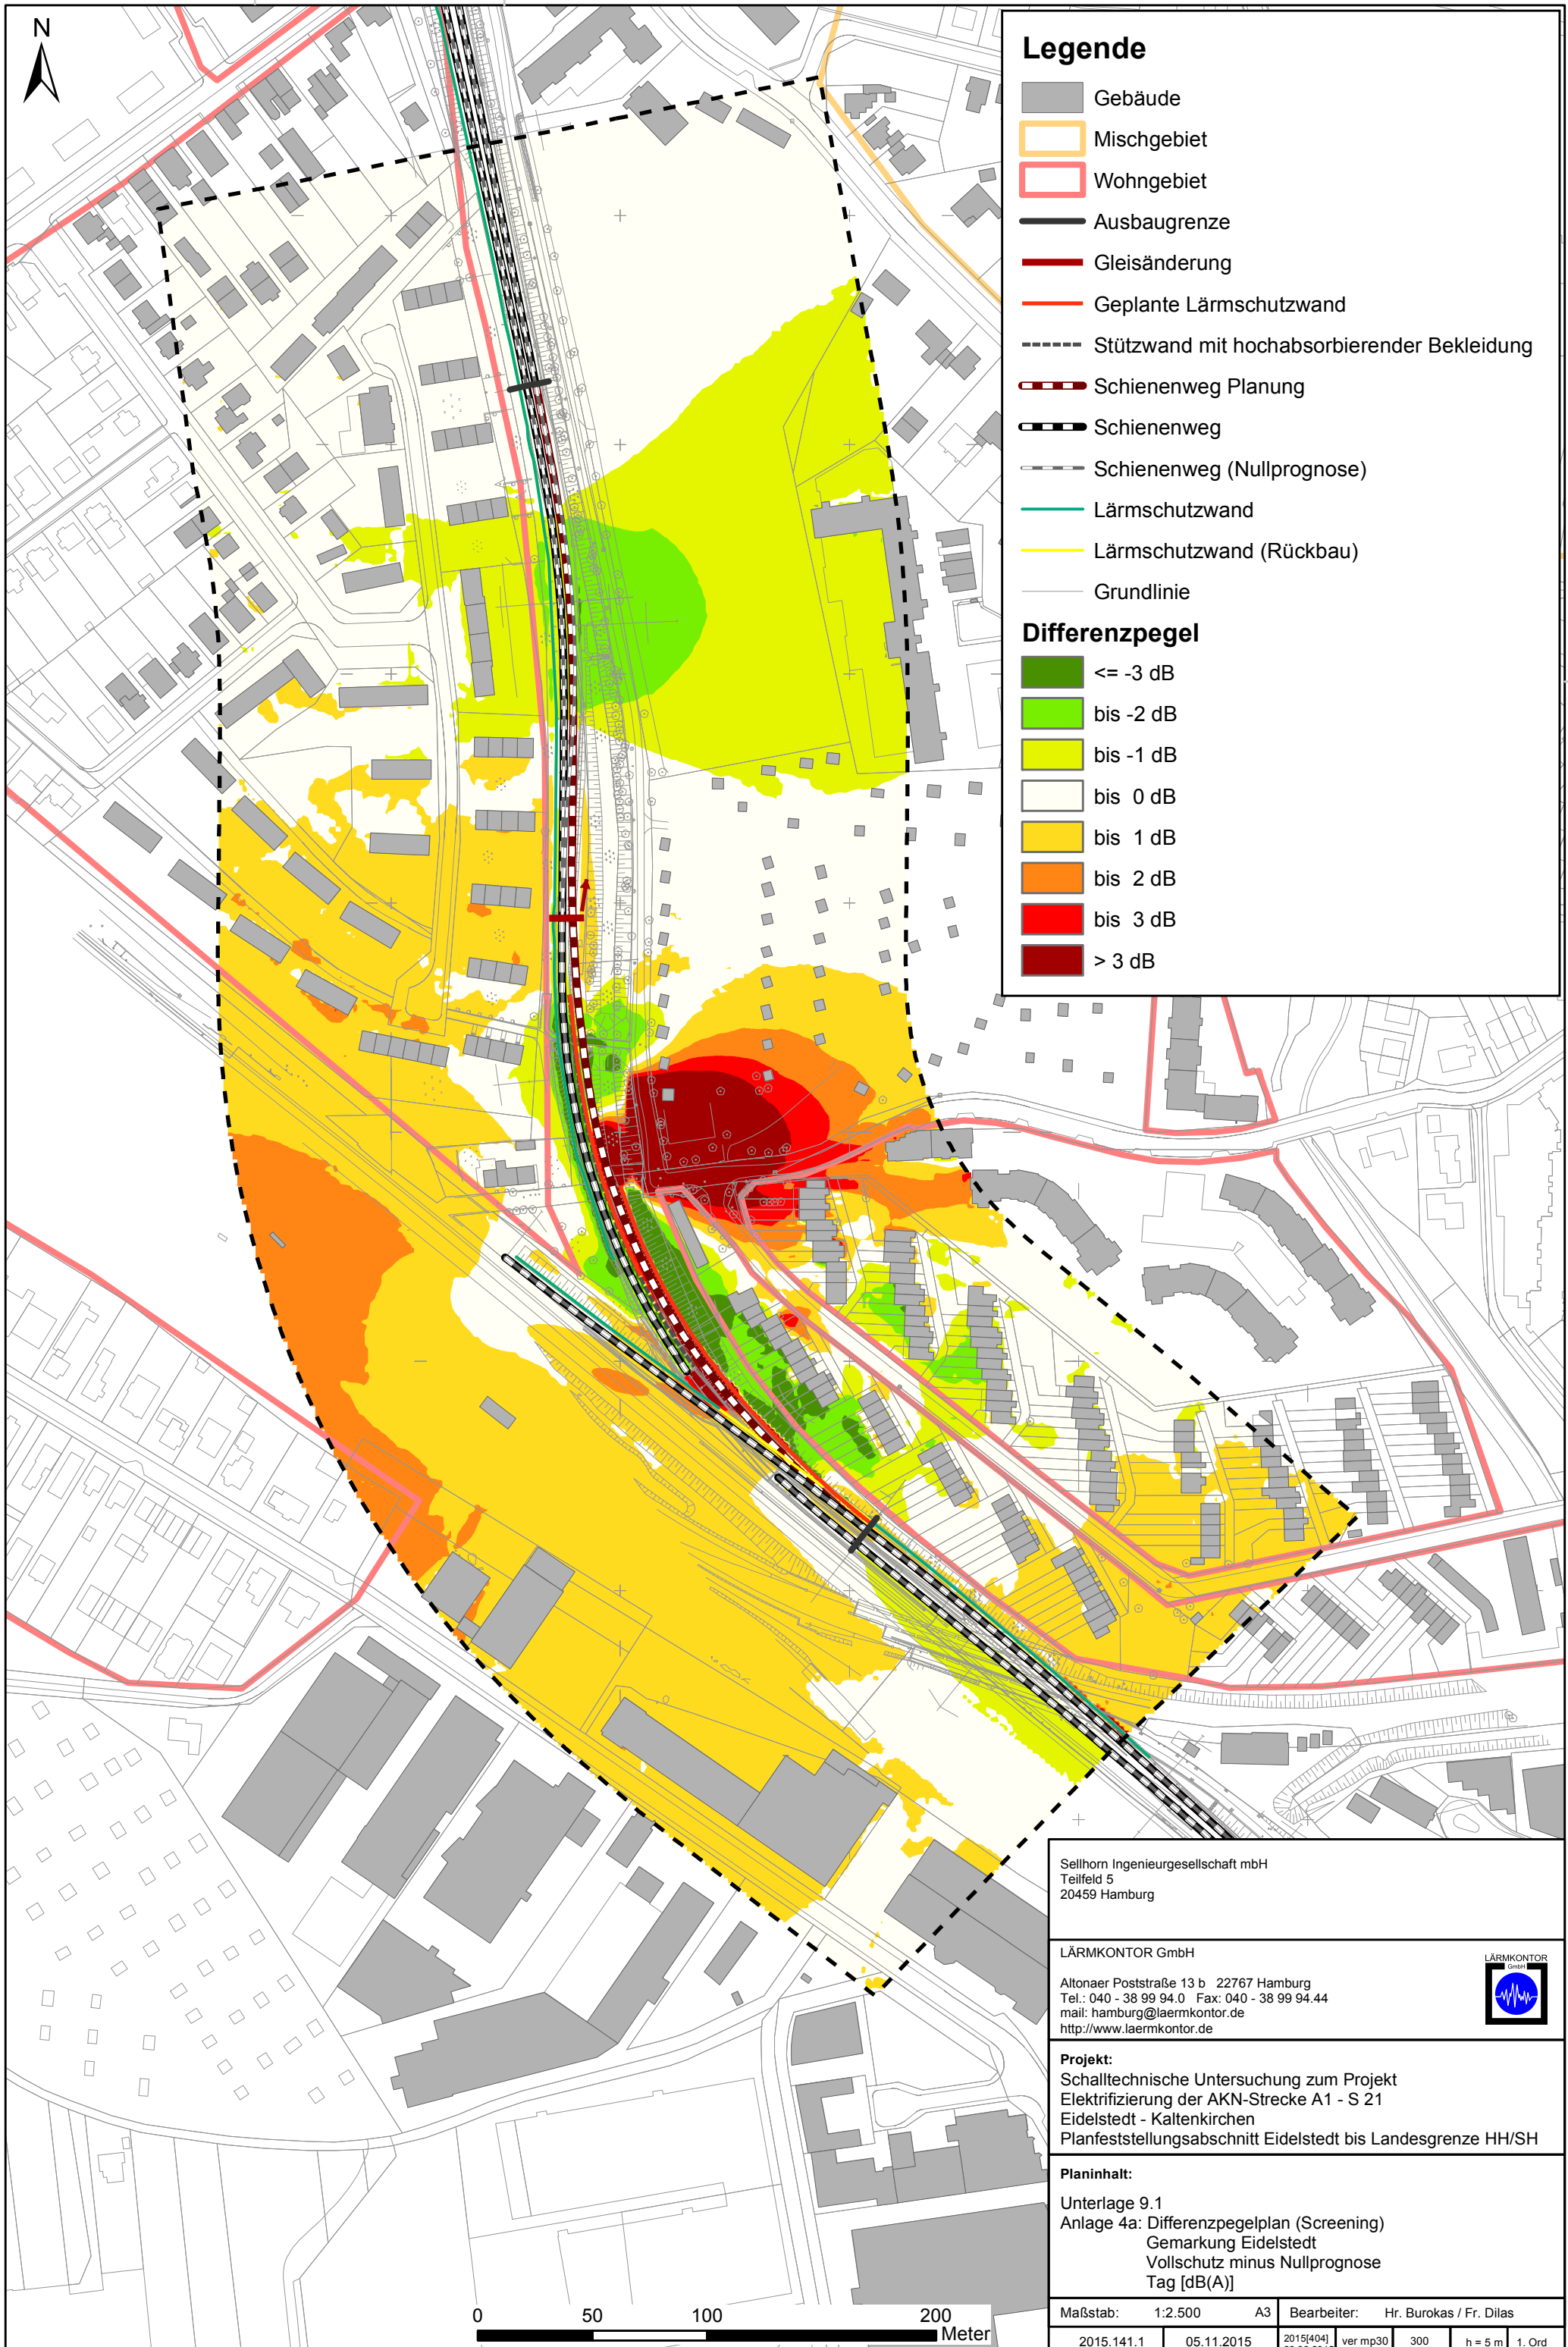 N
Legende
Gebäude
Mischgebiet
Wohngebiet
Ausbaugrenze
Gleisänderung
Geplante Lärmschutzwand
Stützwand mit hochabsorbierender Bekleidung
Schienenweg Planung
Schienenweg
Schienenweg (Nullprognose)
Lärmschutzwand
Lärmschutzwand (Rückbau)
Grundlinie
Differenzpegel
<= -3 dB
bis -2 dB
bis -1 dB
bis 0 dB
bis 1 dB
bis 2 dB
bis 3 dB
> 3 dB
Sellhorn Ingenieurgesellschaft mbH
Teilfeld 5
20459 Hamburg
LÄRMKONTOR GmbH
Altonaer Poststraße 13 b 22767 Hamburg
Tel.: 040 - 38 99 94.0 Fax: 040 - 38 99 94.44
mail: hamburg@laermkontor.de
http://www.laermkontor.de
LÄRMKONTOR
GmbH
Projekt:
Schalltechnische Untersuchung zum Projekt
Elektrifizierung der AKN-Strecke A1 - S 21
Eidelstedt - Kaltenkirchen
Planfeststellungsabschnitt Eidelstedt bis Landesgrenze HH/SH
Planinhalt:
Unterlage 9.1
Anlage 4a: Differenzpegelplan (Screening)
Gemarkung Eidelstedt
Vollschutz minus Nullprognose
Tag [dB(A)]
Maßstab: 1:2.500 A3 Bearbeiter: Hr. Burokas / Fr. Dilas
2015.141.1 05.11.2015 2015[404] ver mp30 300 h = 5 m 1. Ord
0 50 100 200
Meter